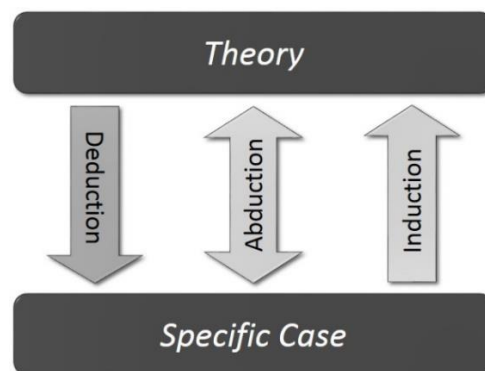 Theory
Deduction
Abduction
Induction
Specific Case